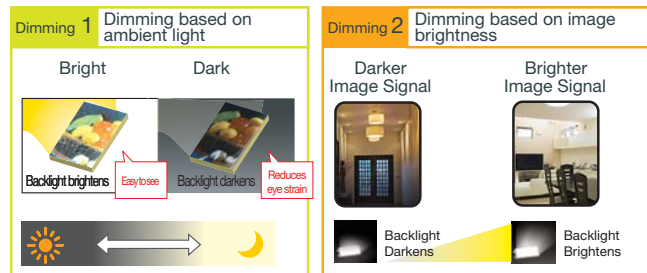 Dimming 1
Dimming based on
ambient light
Bright
Dark
Backlight brightens
Easy to see
Backlight darkens
Reduces
eye strain
Dimming 2
Dimming based on image
brightness
Darker
Image Signal
Brighter
Image Signal
Backlight
Darkens
Backlight
Brightens